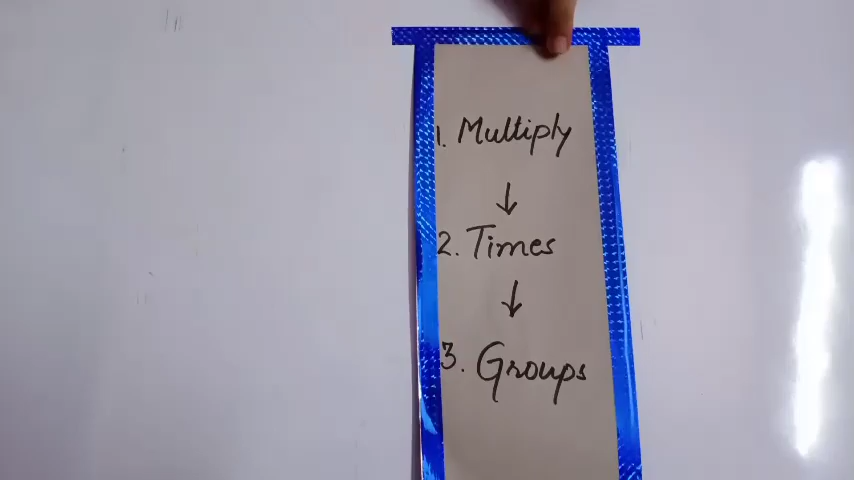 1. Multiply
↓
2. Times
↓
3. Groups